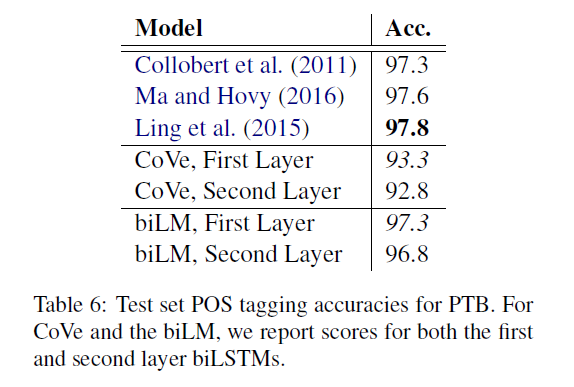 Model Acc.
Collobert et al. (2011) 97.3
Ma and Hovy (2016) 97.6
Ling et al. (2015) 97.8
CoVe, First Layer 93.3
CoVe, Second Layer 92.8
biLM, First Layer 97.3
biLM, Second Layer 96.8
Table 6: Test set POS tagging accuracies for PTB. For
CoVe and the biLM, we report scores for both the first
and second layer biLSTMs.